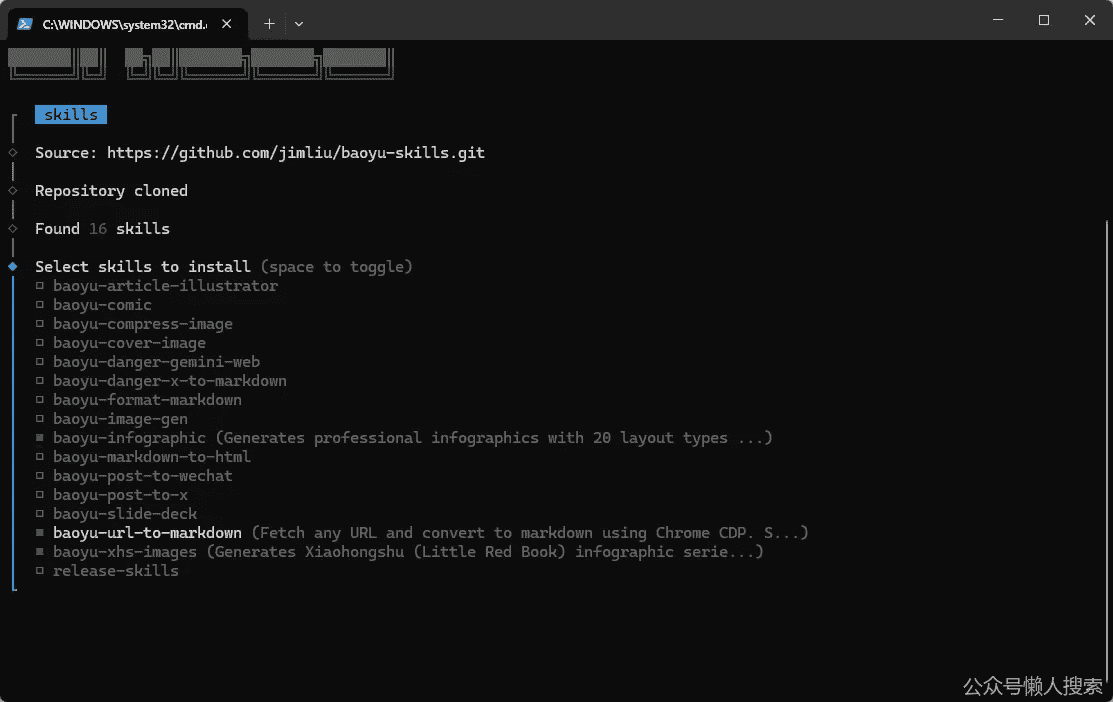 C:\WINDOWS\system32\cmd.
skills
Source: https://github.com/jimliu/baoyu-skills.git
Repository cloned
Found 16 skills
Select skills to install (space to toggle)
baoyu-article-illustrator
baoyu-comic
baoyu-compress-image
baoyu-cover-image
baoyu-danger-gemini-web
baoyu-danger-x-to-markdown
baoyu-format-markdown
baoyu-image-gen
baoyu-infographic (Generates professional infographics with 20 layout types ...)
baoyu-markdown-to-html
baoyu-post-to-wechat
baoyu-post-to-x
baoyu-slide-deck
baoyu-url-to-markdown (Fetch any URL and convert to markdown using Chrome CDP. S...)
baoyu-xhs-images (Generates Xiaohongshu (Little Red Book) infographic serie...)
release-skills
公众号懒人搜索